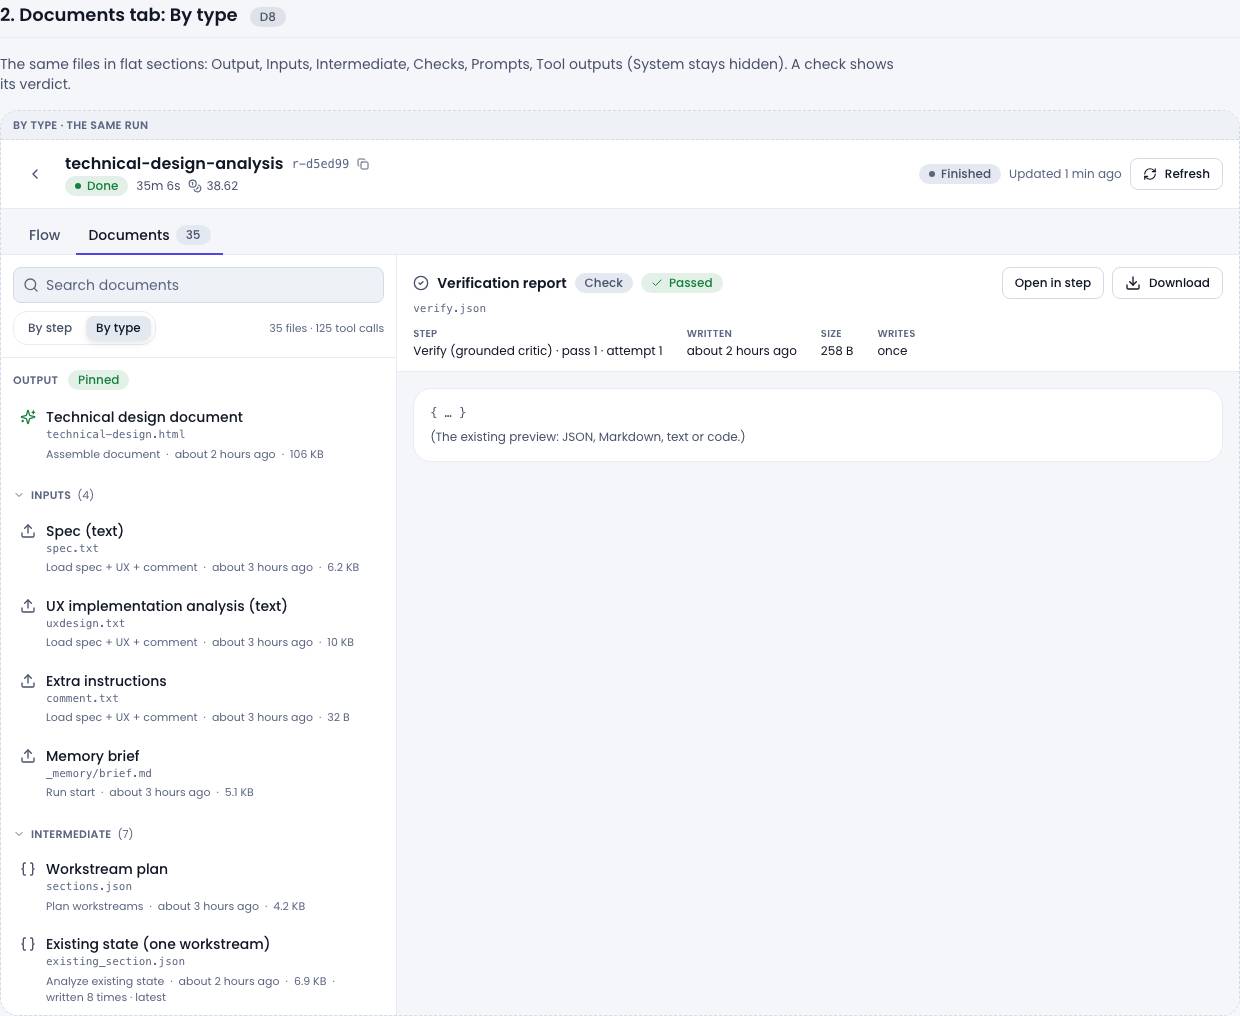 2. Documents tab: By type D8
The same files in flat sections: Output, Inputs, Intermediate, Checks, Prompts, Tool outputs (System stays hidden). A check shows
its verdict.
BY TYPE · THE SAME RUN
technical-design-analysis r-d5ed99
Done 35m 6s 38.62
Finished Updated 1 min ago Refresh
Flow Documents 35
Search documents
By step By type 35 files · 125 tool calls
OUTPUT Pinned
Technical design document
technical-design.html
Assemble document · about 2 hours ago · 106 KB
INPUTS (4)
Spec (text)
spec.txt
Load spec + UX + comment · about 3 hours ago · 6.2 KB
UX implementation analysis (text)
uxdesign.txt
Load spec + UX + comment · about 3 hours ago · 10 KB
Extra instructions
comment.txt
Load spec + UX + comment · about 3 hours ago · 32 B
Memory brief
_memory/brief.md
Run start · about 3 hours ago · 5.1 KB
INTERMEDIATE (7)
Workstream plan
sections.json
Plan workstreams · about 3 hours ago · 4.2 KB
Existing state (one workstream)
existing_section.json
Analyze existing state · about 2 hours ago · 6.9 KB ·
written 8 times · latest
Verification report Check Passed
Open in step Download
verify.json
STEP WRITTEN SIZE WRITES
Verify (grounded critic) · pass 1 · attempt 1 about 2 hours ago 258 B once
{ … }
(The existing preview: JSON, Markdown, text or code.)